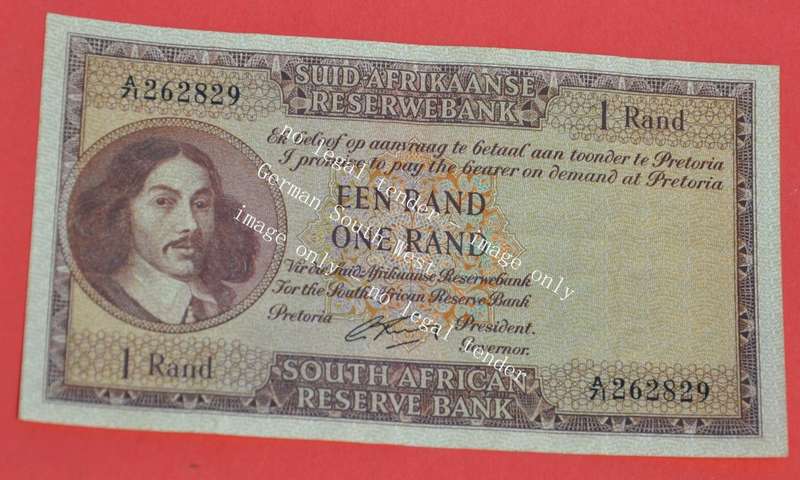 SUID-AFRIKAANSE
RESERWEBANK
A/71 262829
1 Rand
Ek beloof op aanvraag te betaal aan toonder te Pretoria
I promise to pay the bearer on demand at Pretoria
EEN RAND
ONE RAND
Vir die Suid-Afrikaanse Reserwebank
For the South African Reserve Bank
Pretoria
President.
Governor.
1 Rand
SOUTH AFRICAN
RESERVE BANK
A/71 262829
no legal tender - image only
German South West
image only - no legal tender